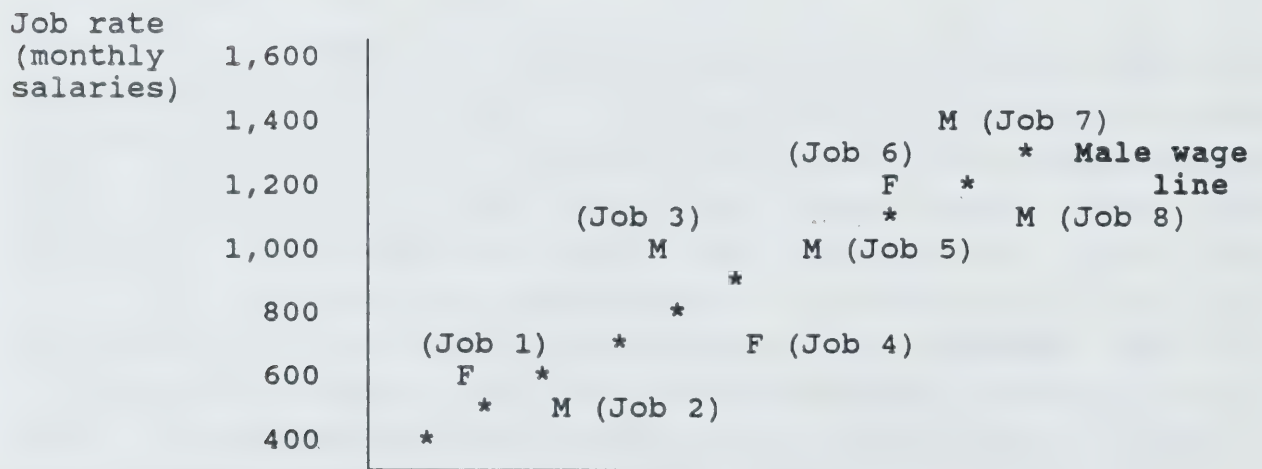 Job rate
(monthly 1,600
salaries)
1,400 M (Job 7)
(Job 6) * Male wage
1,200 F * line
(Job 3) * M (Job 8)
1,000 M M (Job 5)
*
800 *
(Job 1) * F (Job 4)
600 F *
* M (Job 2)
400 *